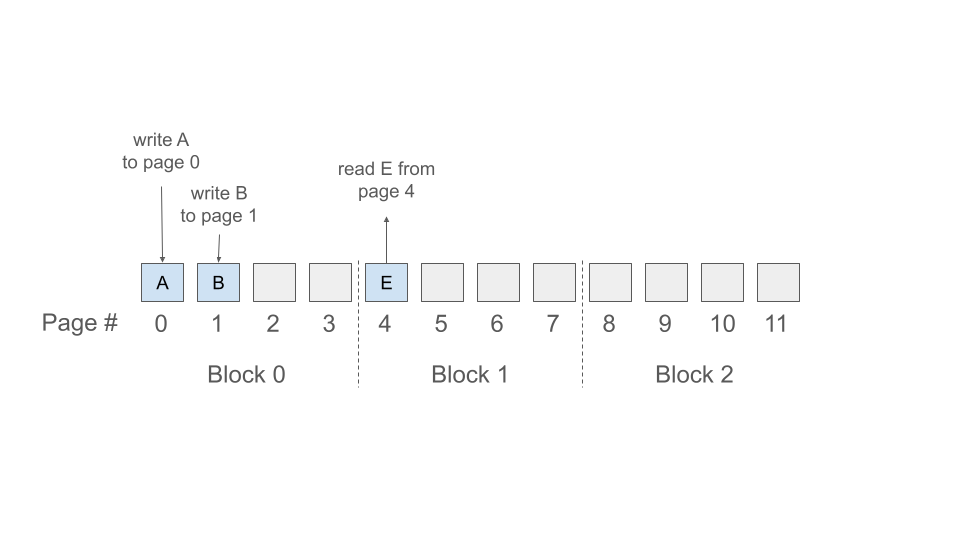 write A
to page 0
write B
to page 1
read E from
page 4
A B E
Page # 0 1 2 3 4 5 6 7 8 9 10 11
Block 0 Block 1 Block 2